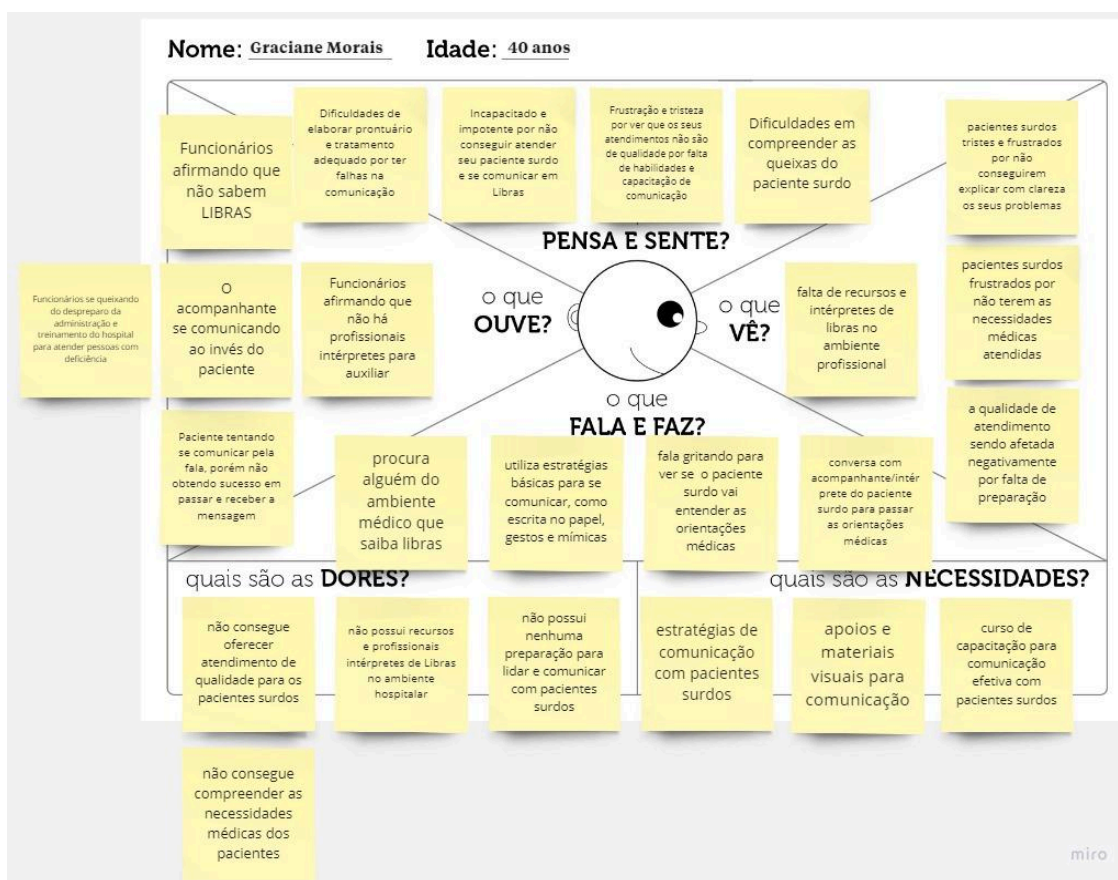 Nome: Graciane Morais Idade: 40 anos
Funcionários
afirmando que
não sabem
LIBRAS
Dificuldades de
elaborar prontuário
e tratamento
adequado por ter
falhas na
comunicação
Incapacitado e
impotente por não
conseguir atender
seu paciente surdo
e se comunicar em
Libras
Frustração e tristeza
por ver que os seus
atendimentos não são
de qualidade por falta
de habilidades e
capacitação de
comunicação
Dificuldades em
compreender as
queixas do
paciente surdo
pacientes surdos
tristes e frustrados
por não
conseguirem
explicar com clareza
os seus problemas
PENSA E SENTE?
Funcionários se queixando
do despreparo da
administração e
treinamento do hospital
para atender pessoas com
deficiência
O
acompanhante
se comunicando
ao invés do
paciente
Funcionários
afirmando que
não há
profissionais
intérpretes para
auxiliar
o que
OUVE?
o que
VÊ?
falta de recursos e
intérpretes de
libras no
ambiente
profissional
pacientes surdos
frustrados por
não terem as
necessidades
médicas
atendidas
o que
FALA E FAZ?
Paciente tentando
se comunicar pela
fala, porém não
obtendo sucesso em
passar e receber a
mensagem
procura
alguém do
ambiente
médico que
saiba libras
utiliza estratégias
básicas para se
comunicar, como
escrita no papel,
gestos e mímicas
fala gritando para
ver se o paciente
surdo vai
entender as
orientações
médicas
conversa com
acompanhante/intér
prete do paciente
surdo para passar
as orientações
médicas
a qualidade de
atendimento
sendo afetada
negativamente
por falta de
preparação
quais são as DORES?
quais são as NECESSIDADES?
não consegue
oferecer
atendimento de
qualidade para os
pacientes surdos
não possui recursos
e profissionais
intérpretes de Libras
no ambiente
hospitalar
não possui
nenhuma
preparação para
lidar e comunicar
com pacientes
surdos
estratégias de
comunicação
com pacientes
surdos
apoios e
materiais
visuais para
comunicação
curso de
capacitação para
comunicação
efetiva com
pacientes surdos
não consegue
compreender as
necessidades
médicas dos
pacientes
miro